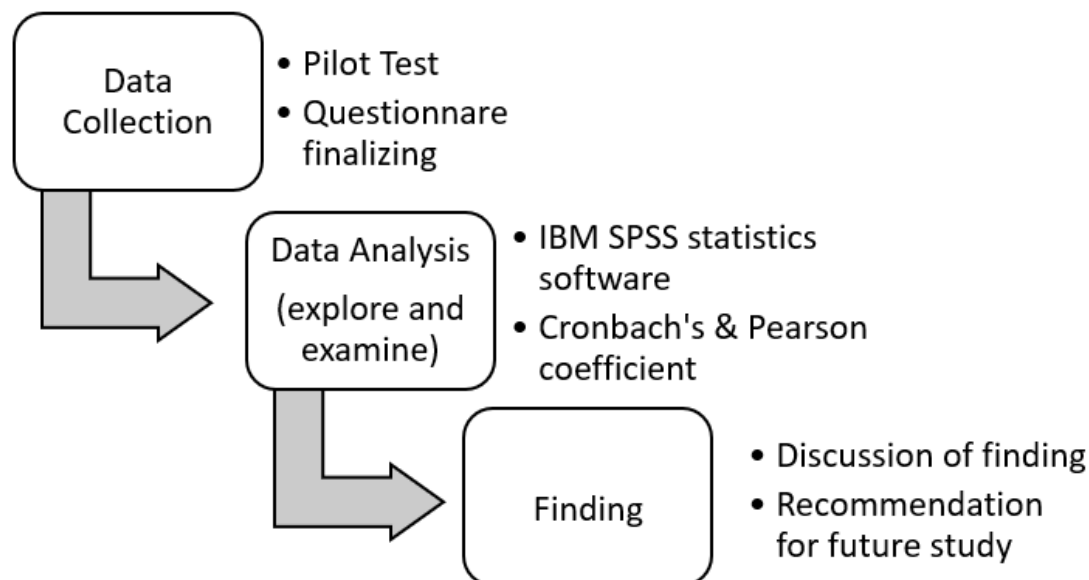 Data
Collection
• Pilot Test
• Questionnare
finalizing
Data Analysis
(explore and
examine)
• IBM SPSS statistics
software
• Cronbach's & Pearson
coefficient
Finding
• Discussion of finding
• Recommendation
for future study